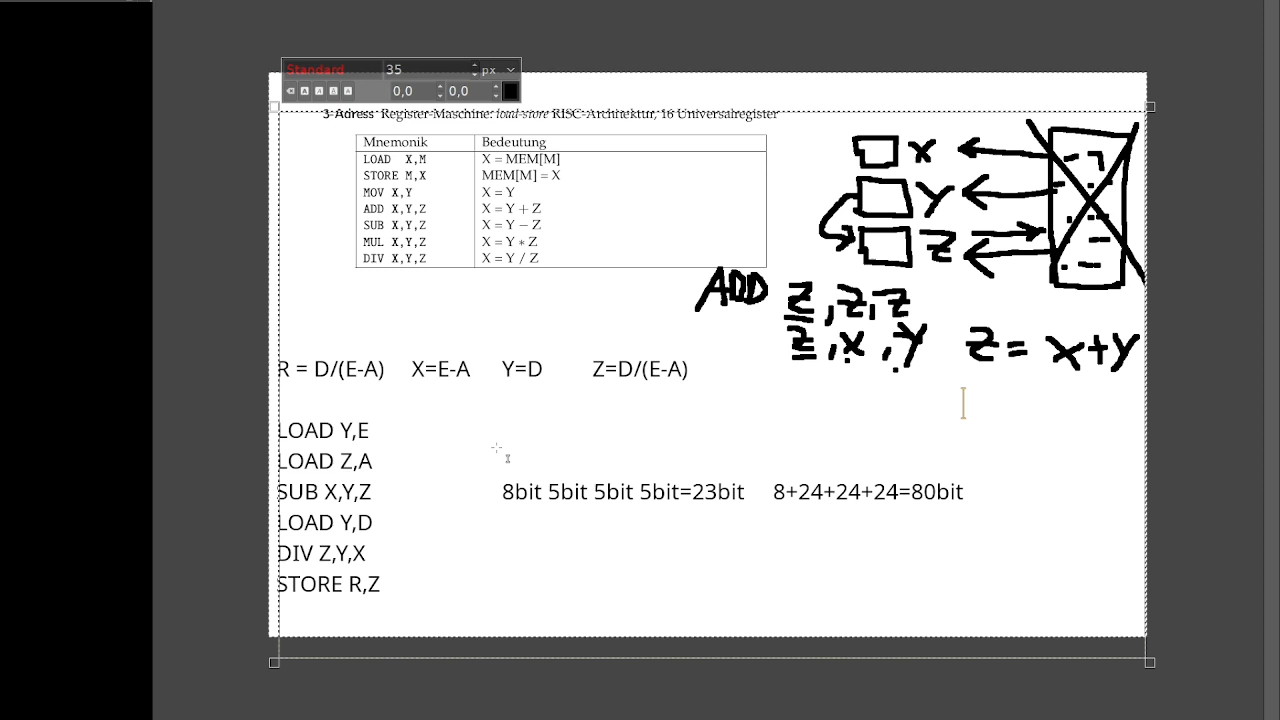 Standard 35 px
0,0 0,0
3-Adress Register-Maschine: load-store RISC-Architektur, 16 Universalregister
Mnemonik Bedeutung
LOAD X,M X = MEM[M]
STORE M,X MEM[M] = X
MOV X,Y X = Y
ADD X,Y,Z X = Y + Z
SUB X,Y,Z X = Y − Z
MUL X,Y,Z X = Y ∗ Z
DIV X,Y,Z X = Y / Z
X
Y
Z
ADD Z,Z,Z
Z,X,Y Z=X+Y
R = D/(E-A) X=E-A Y=D Z=D/(E-A)
LOAD Y,E
LOAD Z,A
SUB X,Y,Z 8bit 5bit 5bit 5bit=23bit 8+24+24+24=80bit
LOAD Y,D
DIV Z,Y,X
STORE R,Z